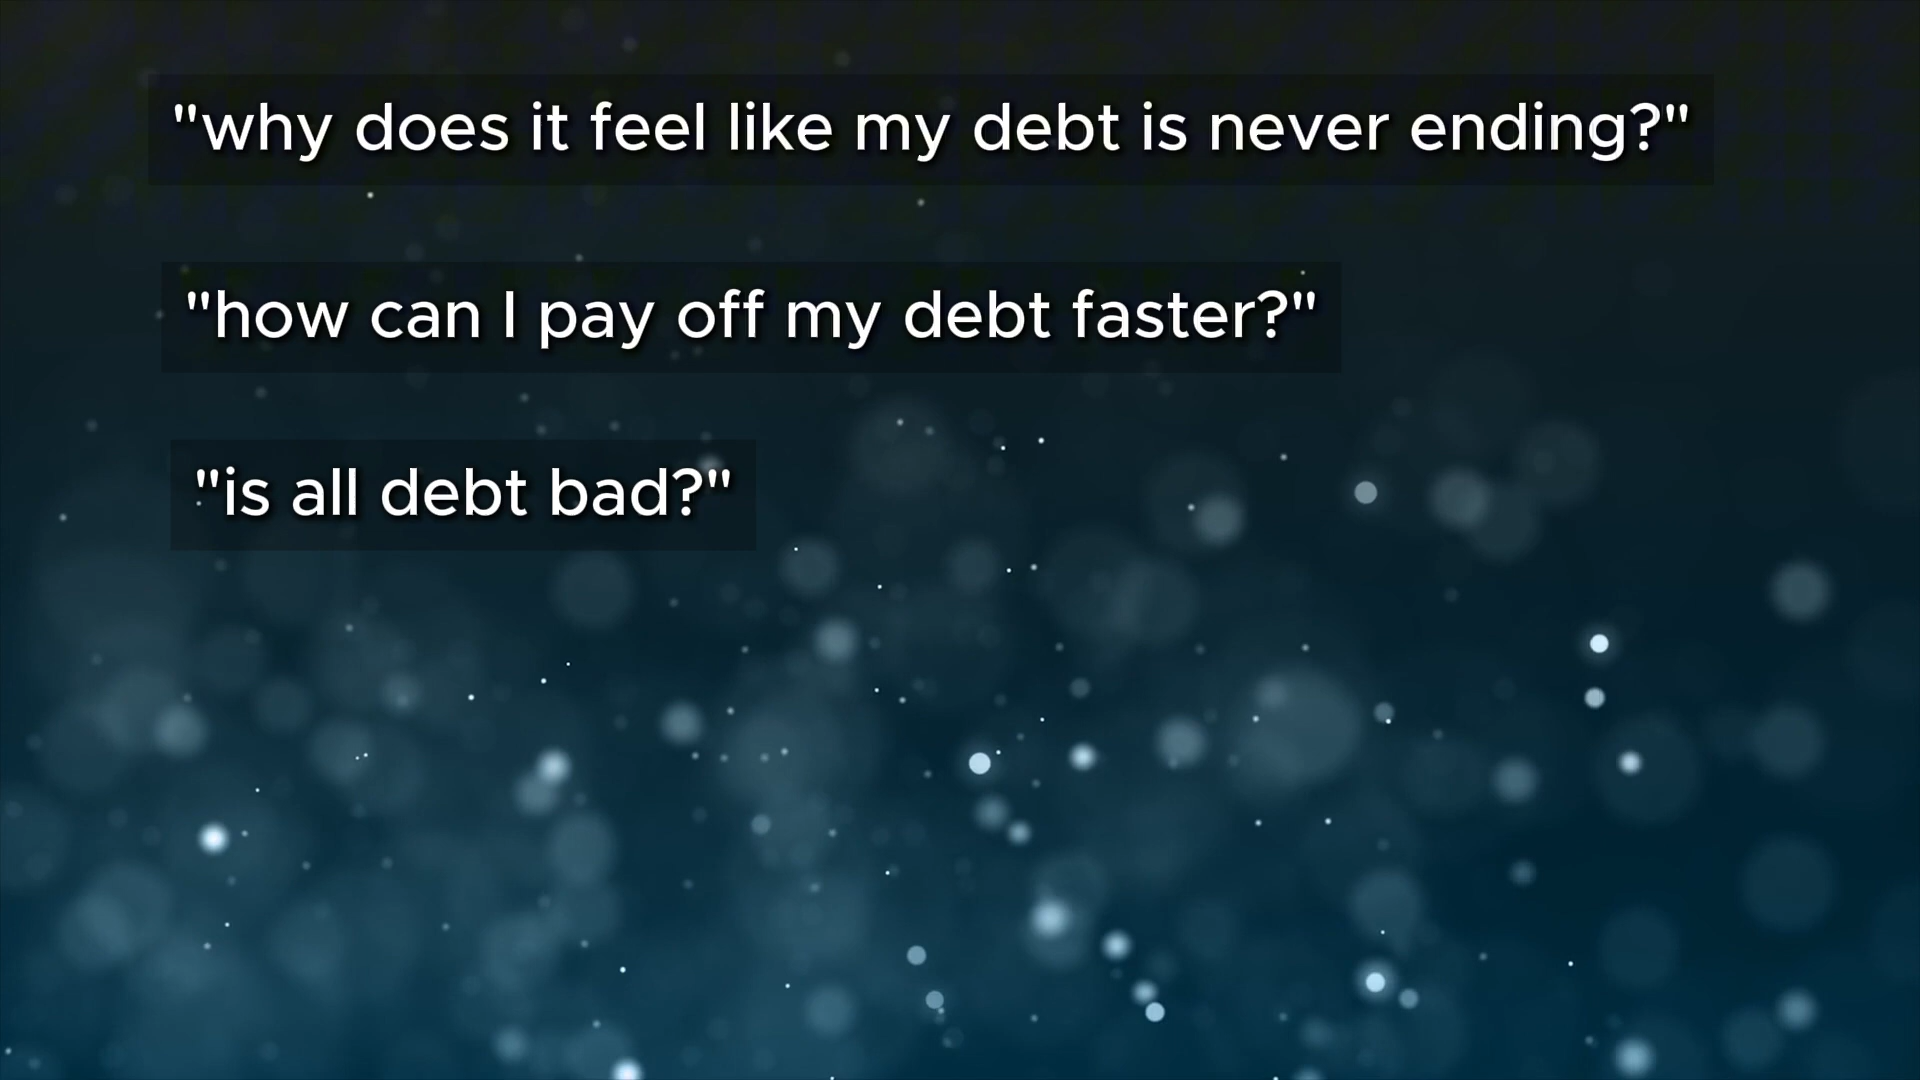 "why does it feel like my debt is never ending?"
"how can I pay off my debt faster?"
"is all debt bad?"